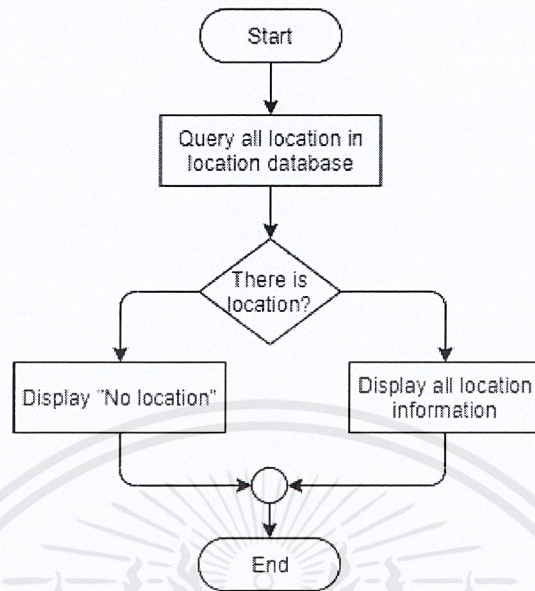 Start
Query all location in
location database
There is
location?
Display "No location"
Display all location
information
End